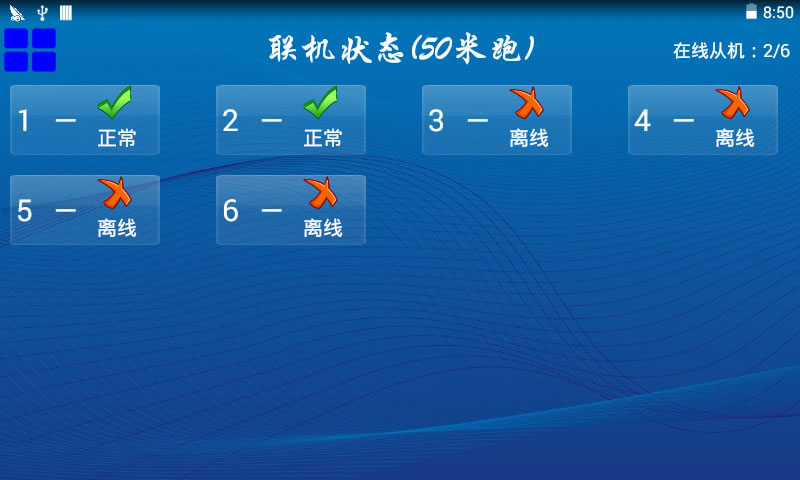 8:50
联机状态(50米跑)
在线从机：2/6
1 — 正常
2 — 正常
3 — 离线
4 — 离线
5 — 离线
6 — 离线